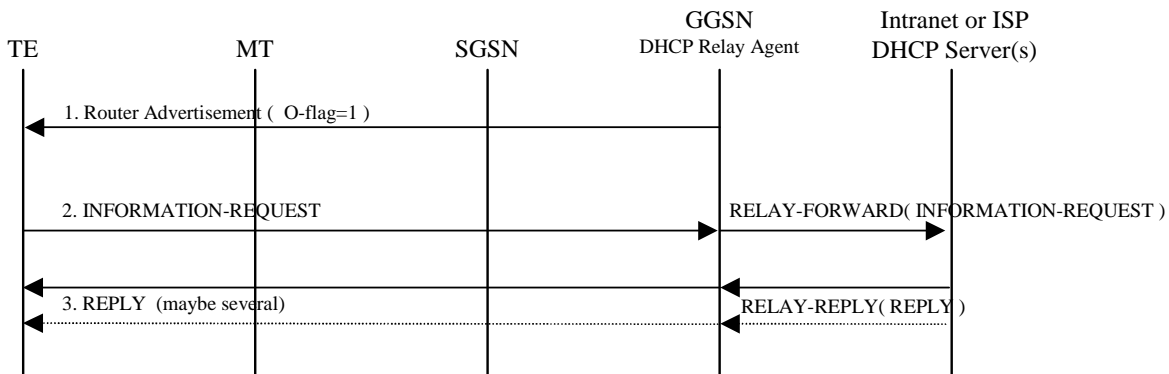 TE
MT
SGSN
GGSN
DHCP Relay Agent
Intranet or ISP
DHCP Server(s)
1. Router Advertisement ( O-flag=1 )
2. INFORMATION-REQUEST
RELAY-FORWARD( INFORMATION-REQUEST )
3. REPLY (maybe several)
RELAY-REPLY( REPLY )